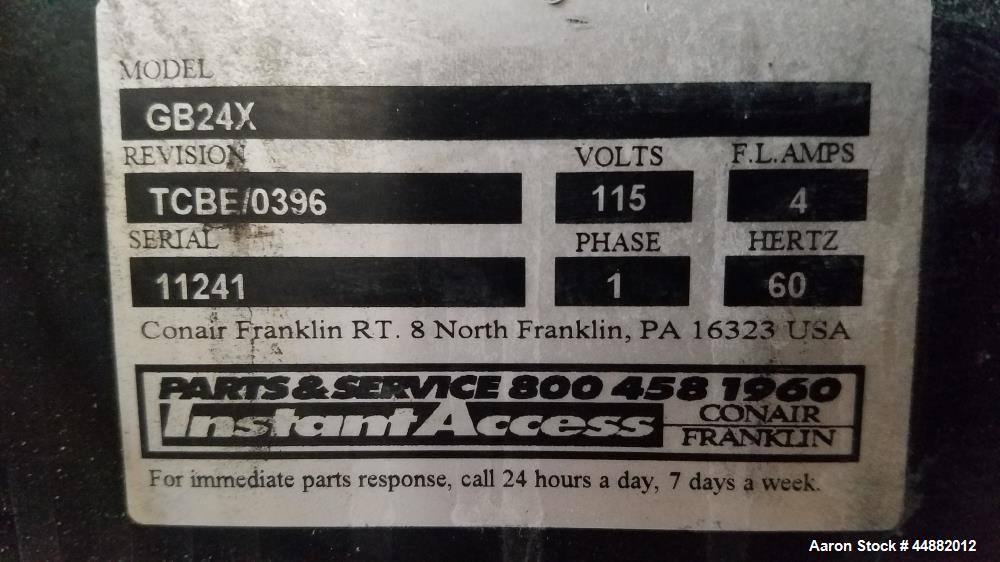 MODEL
GB24X
REVISION VOLTS F.L.AMPS
TCBE/0396 115 4
SERIAL PHASE HERTZ
11241 1 60
Conair Franklin RT. 8 North Franklin, PA 16323 USA
PARTS & SERVICE 800 458 1960
Instant Access CONAIR
FRANKLIN
For immediate parts response, call 24 hours a day, 7 days a week.
Aaron Stock # 44882012